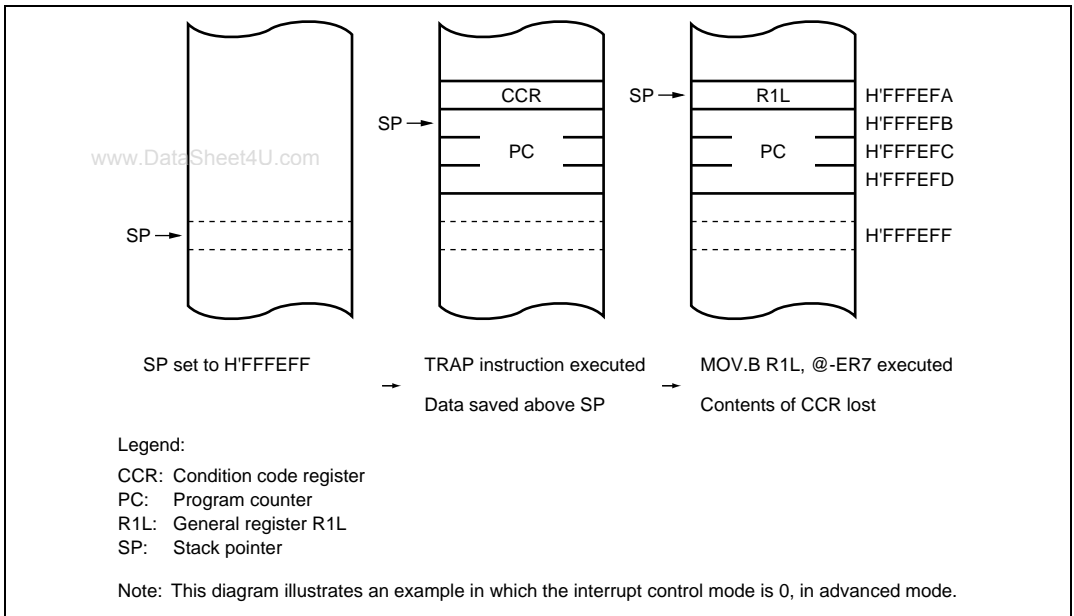 CCR
SP
R1L
H'FFFEFA
SP
H'FFFEFB
www.DataSheet4U.com
PC
PC
H'FFFEFC
H'FFFEFD
SP
H'FFFEFF
SP set to H'FFFEFF
TRAP instruction executed
MOV.B R1L, @-ER7 executed
Data saved above SP
Contents of CCR lost
Legend:
CCR: Condition code register
PC: Program counter
R1L: General register R1L
SP: Stack pointer
Note: This diagram illustrates an example in which the interrupt control mode is 0, in advanced mode.